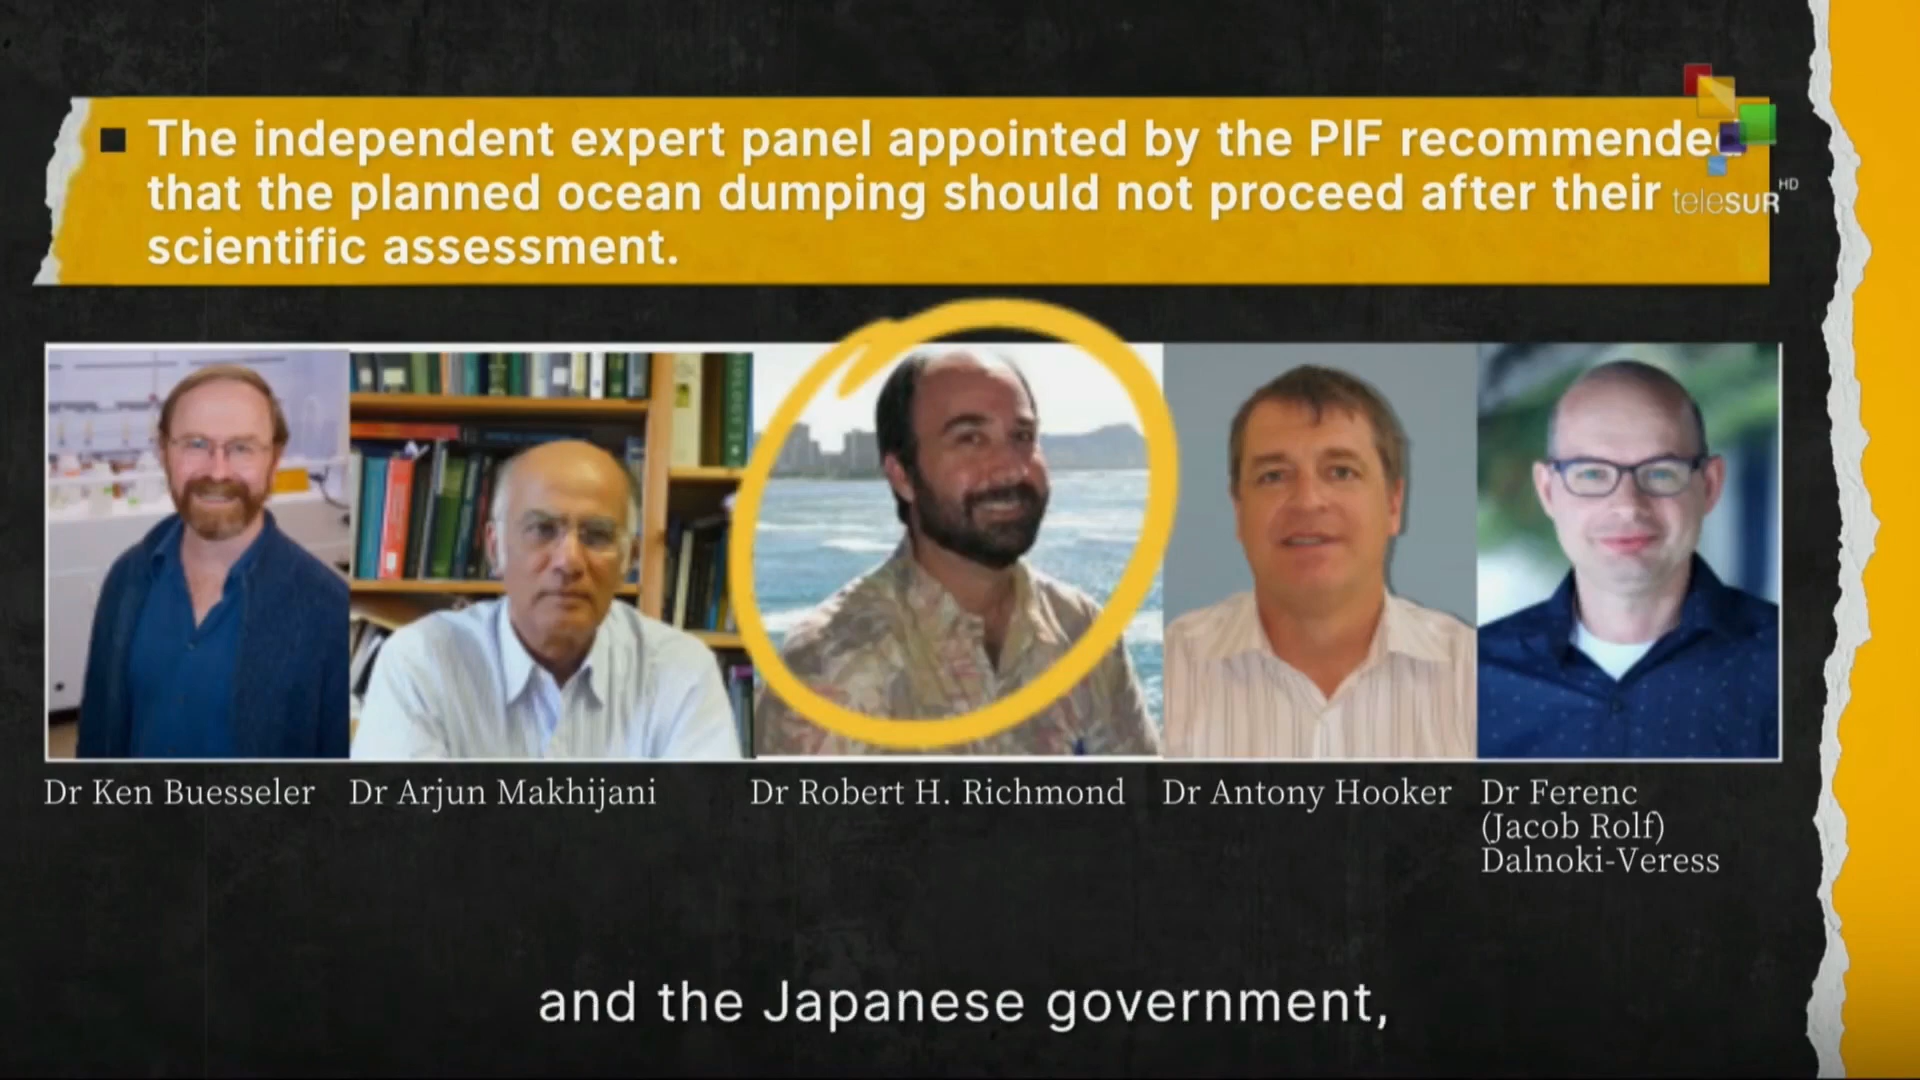 The independent expert panel appointed by the PIF recommended
that the planned ocean dumping should not proceed after their
scientific assessment.
teleSUR HD
Dr Ken Buesseler
Dr Arjun Makhijani
Dr Robert H. Richmond
Dr Antony Hooker
Dr Ferenc
(Jacob Rolf)
Dalnoki-Veress
and the Japanese government,